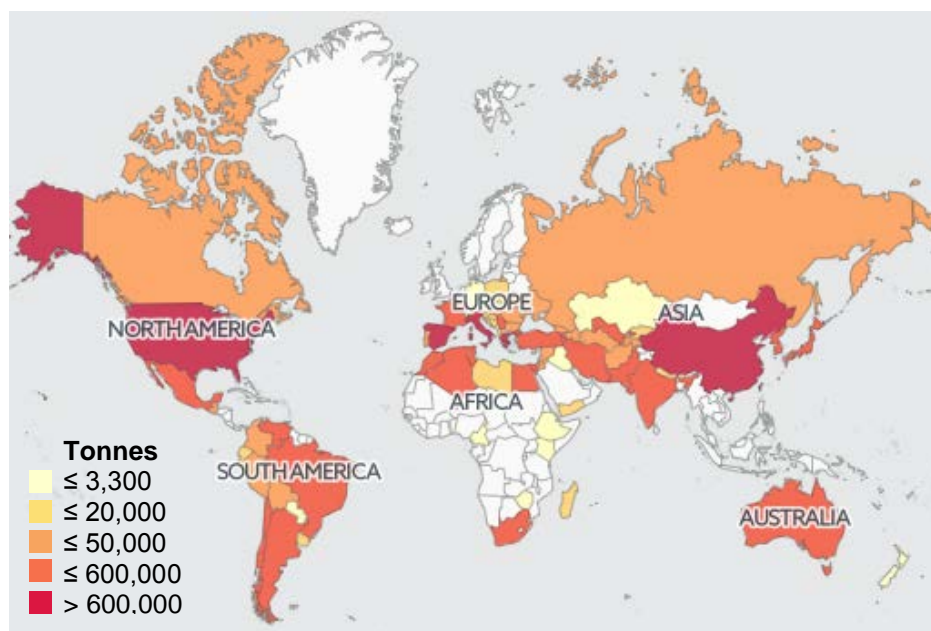 EUROPE
ASIA
NORTH AMERICA
AFRICA
SOUTH AMERICA
AUSTRALIA
Tonnes
≤ 3,300
≤ 20,000
≤ 50,000
≤ 600,000
> 600,000